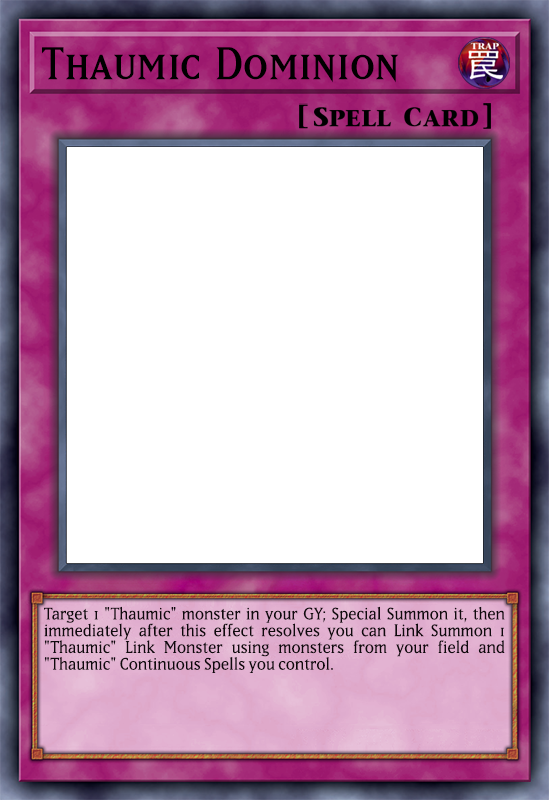 Thaumic Dominion
TRAP
罠
[Spell Card]
Target 1 "Thaumic" monster in your GY; Special Summon it, then
immediately after this effect resolves you can Link Summon 1
"Thaumic" Link Monster using monsters from your field and
"Thaumic" Continuous Spells you control.